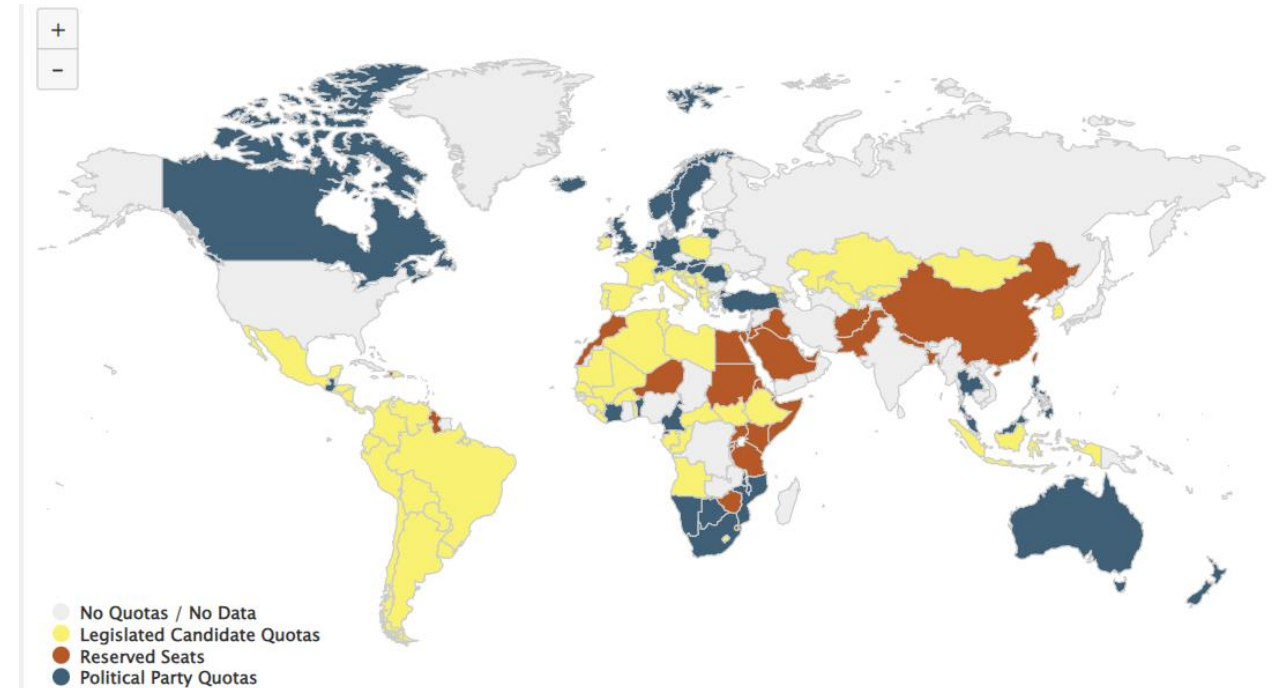 +
−
No Quotas / No Data
Legislated Candidate Quotas
Reserved Seats
Political Party Quotas